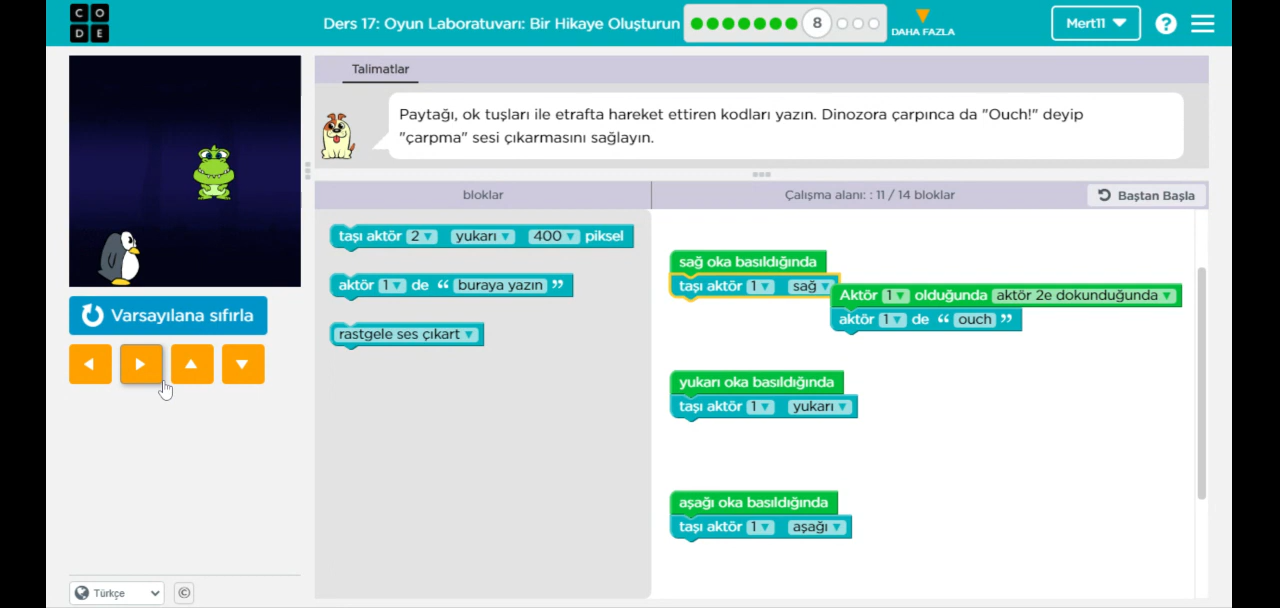 C O
D E
Ders 17: Oyun Laboratuvarı: Bir Hikaye Oluşturun
8
DAHA FAZLA
Mert11
?
Talimatlar
Paytağı, ok tuşları ile etrafta hareket ettiren kodları yazın. Dinozora çarpınca da "Ouch!" deyip
"çarpma" sesi çıkarmasını sağlayın.
bloklar
Çalışma alanı: : 11 / 14 bloklar
Baştan Başla
taşı aktör 2 yukarı 400 piksel
aktör 1 de “ buraya yazın ”
rastgele ses çıkart
sağ oka basıldığında
taşı aktör 1 sağ
Aktör 1 olduğunda aktör 2e dokunduğunda
aktör 1 de “ ouch ”
yukarı oka basıldığında
taşı aktör 1 yukarı
aşağı oka basıldığında
taşı aktör 1 aşağı
Varsayılana sıfırla
Türkçe
©